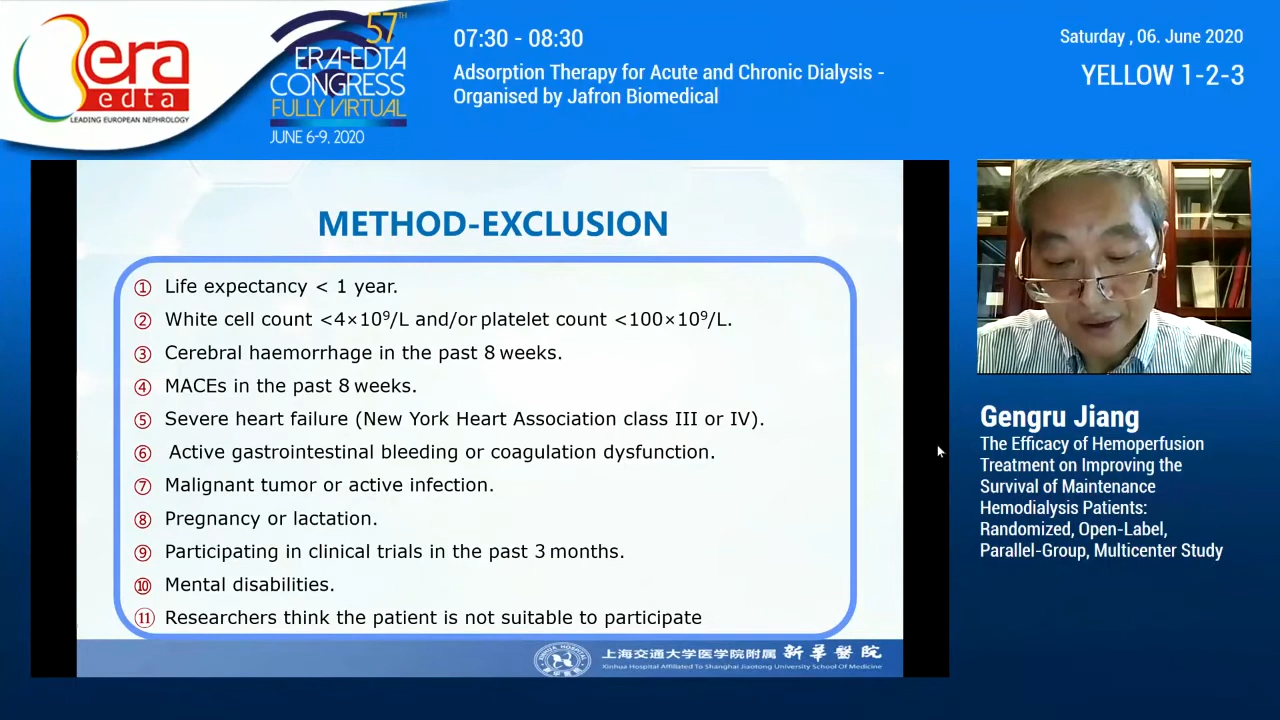 era
edta
LEADING EUROPEAN NEPHROLOGY
57TH
ERA-EDTA
CONGRESS
FULLY VIRTUAL
JUNE 6-9, 2020
07:30 - 08:30
Adsorption Therapy for Acute and Chronic Dialysis -
Organised by Jafron Biomedical
Saturday , 06. June 2020
YELLOW 1-2-3
METHOD-EXCLUSION
① Life expectancy < 1 year.
② White cell count <4×10⁹/L and/or platelet count <100×10⁹/L.
③ Cerebral haemorrhage in the past 8 weeks.
④ MACEs in the past 8 weeks.
⑤ Severe heart failure (New York Heart Association class III or IV).
⑥ Active gastrointestinal bleeding or coagulation dysfunction.
⑦ Malignant tumor or active infection.
⑧ Pregnancy or lactation.
⑨ Participating in clinical trials in the past 3 months.
⑩ Mental disabilities.
⑪ Researchers think the patient is not suitable to participate
上海交通大学医学院附属 新華醫院
Xinhua Hospital Affiliated To Shanghai Jiaotong University School Of Medicine
Gengru Jiang
The Efficacy of Hemoperfusion
Treatment on Improving the
Survival of Maintenance
Hemodialysis Patients:
Randomized, Open-Label,
Parallel-Group, Multicenter Study